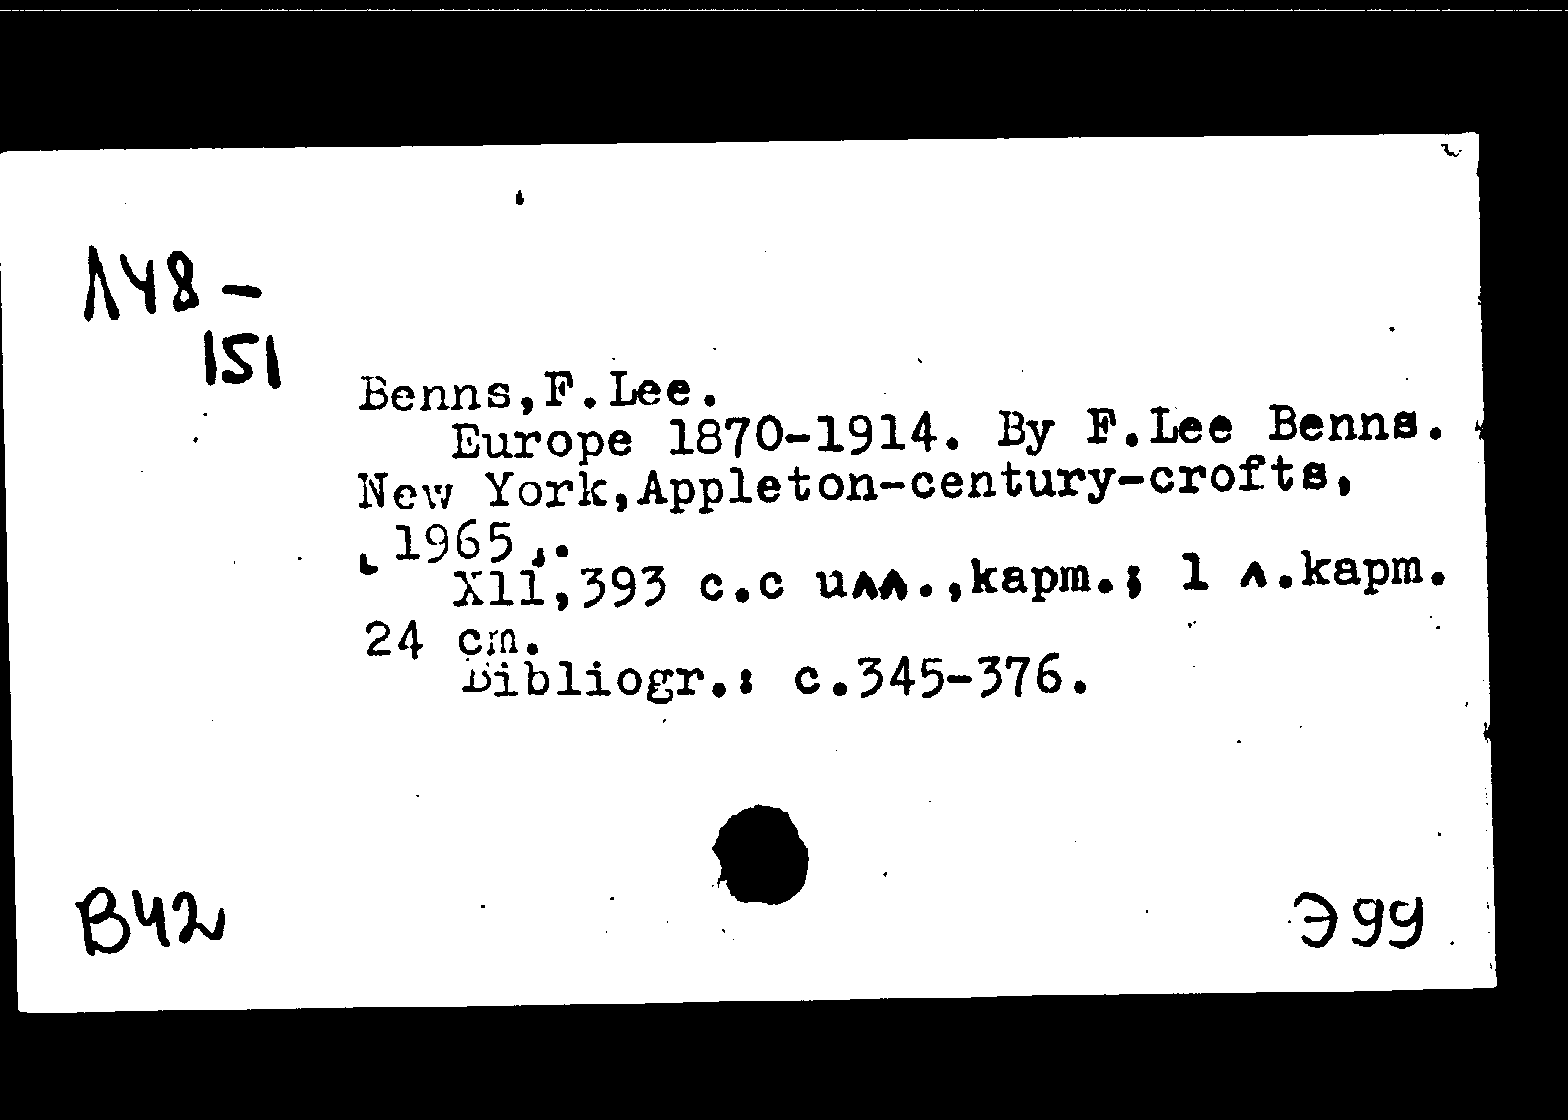 Л48-
151
Benns,F.Lee.
Europe 1870-1914. By F.Lee Benns.
New York,Appleton-century-crofts,
[1965].
XII,393 с.с илл.,карт.; 1 л.карт.
24 cm.
Bibliogr.: c.345-376.
B42
Э99